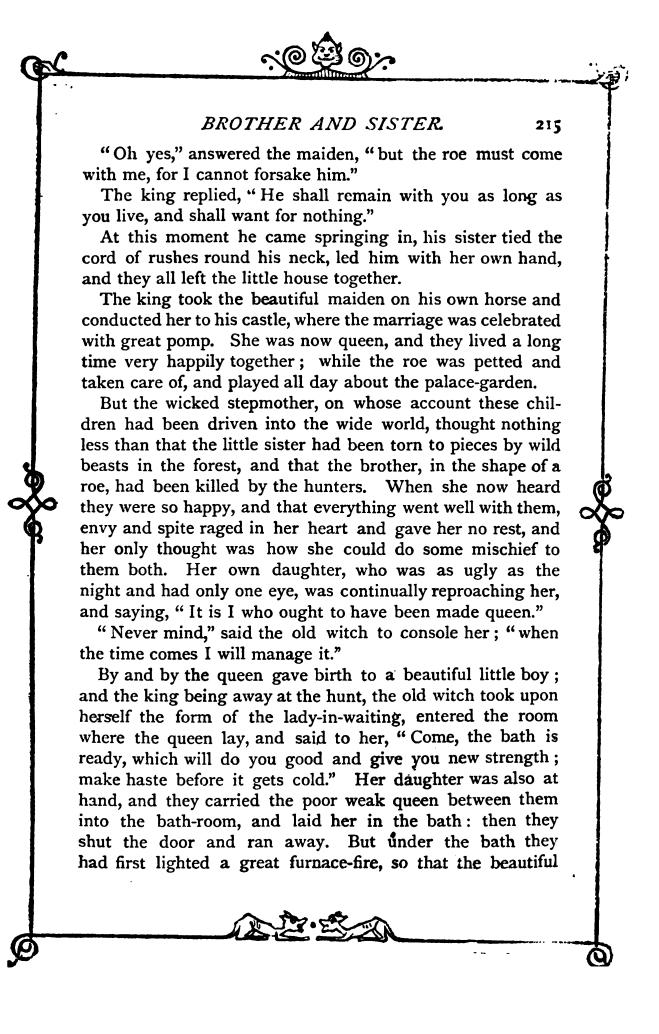 BROTHER AND SISTER. 215
“Oh yes,” answered the maiden, “but the roe must come
with me, for I cannot forsake him.”
The king replied, “He shall remain with you as long as
you live, and shall want for nothing.”
At this moment he came springing in, his sister tied the
cord of rushes round his neck, led him with her own hand,
and they all left the little house together.
The king took the beautiful maiden on his own horse and
conducted her to his castle, where the marriage was celebrated
with great pomp. She was now queen, and they lived a long
time very happily together ; while the roe was petted and
taken care of, and played all day about the palace-garden.
But the wicked stepmother, on whose account these chil-
dren had been driven into the wide world, thought nothing
less than that the little sister had been torn to pieces by wild
beasts in the forest, and that the brother, in the shape of a
roe, had been killed by the hunters. When she now heard
they were so happy, and that everything went well with them,
envy and spite raged in her heart and gave her no rest, and
her only thought was how she could do some mischief to
them both. Her own daughter, who was as ugly as the
night and had only one eye, was continually reproaching her,
and saying, “ It is I who ought to have been made queen.”
“ Never mind,” said the old witch to console her ; “when
the time comes I will manage it.”
By and by the queen gave birth to a beautiful little boy ;
and the king being away at the hunt, the old witch took upon
herself the form of the lady-in-waiting, entered the room
where the queen lay, and said to her, “ Come, the bath is
ready, which will do you good and give you new strength ;
make haste before it gets cold.” Her daughter was also at
hand, and they carried the poor weak queen between them
into the bath-room, and laid her in the bath : then they
shut the door and ran away. But under the bath they
had first lighted a great furnace-fire, so that the beautiful